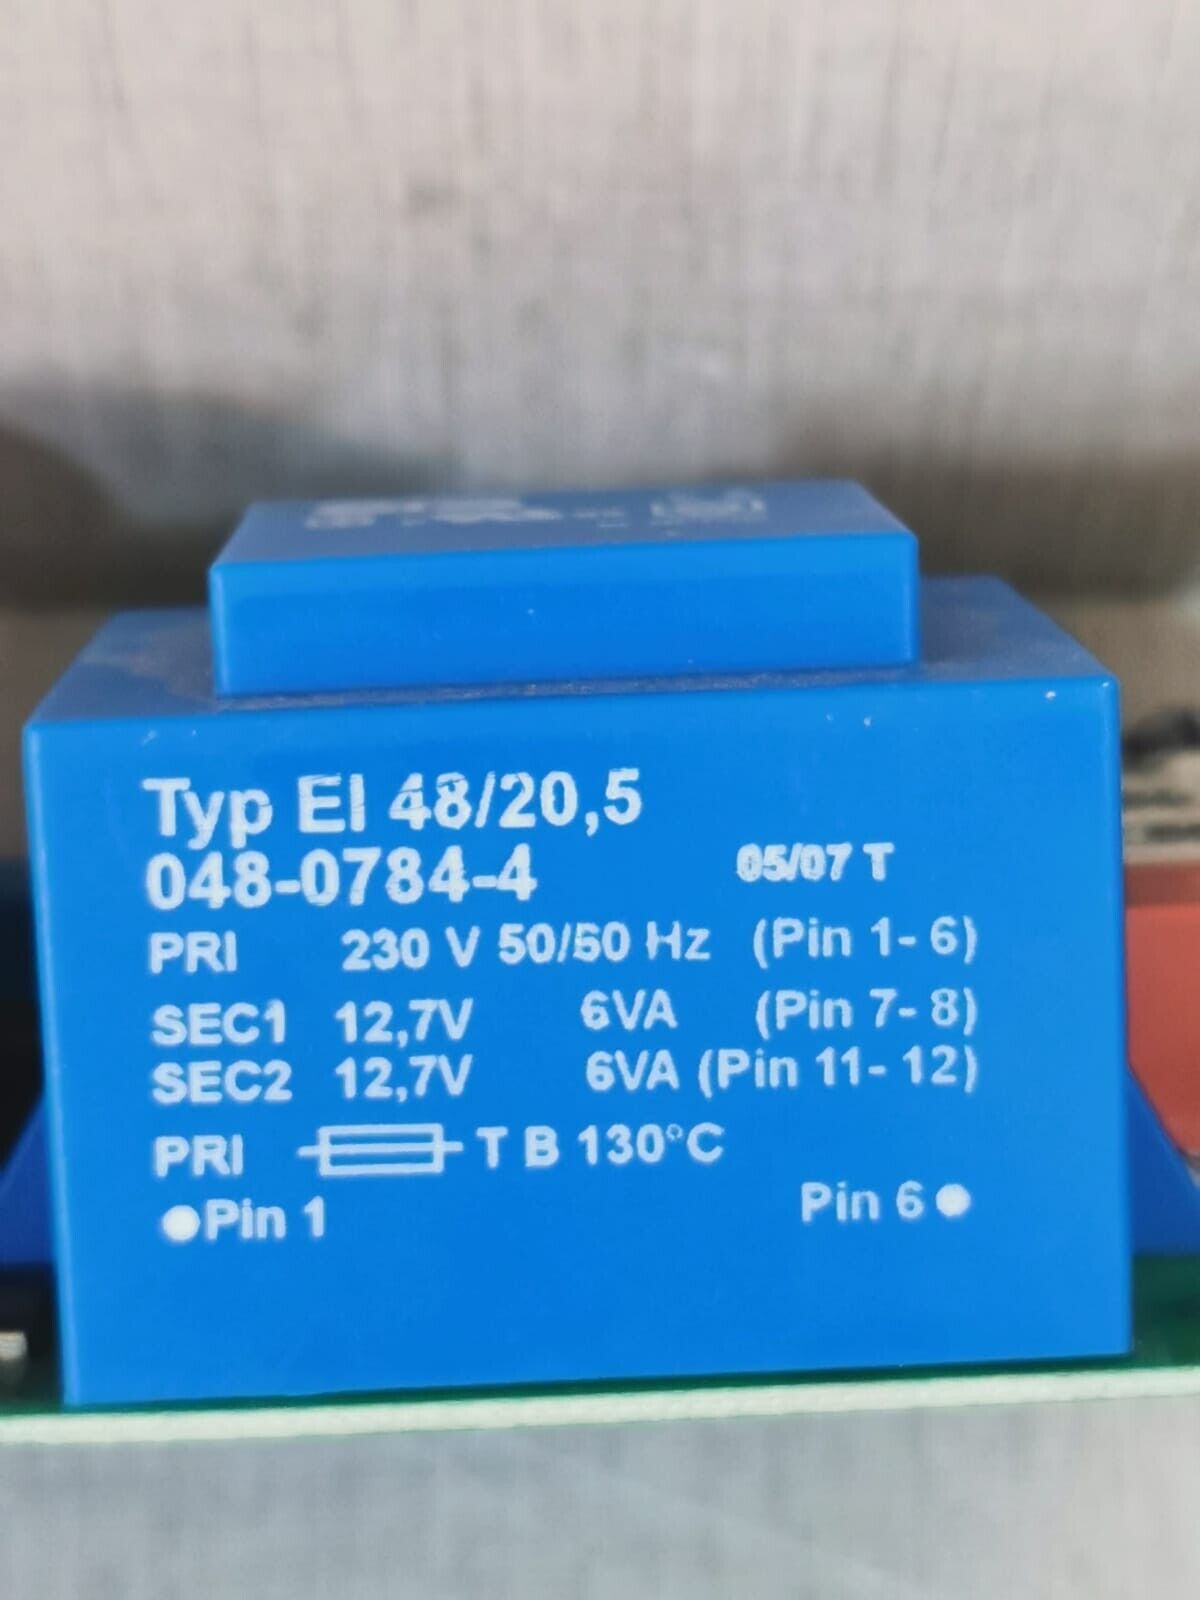 Typ EI 48/20,5
048-0784-4 05/07 T
PRI 230 V 50/60 Hz (Pin 1- 6)
SEC1 12,7V 6VA (Pin 7- 8)
SEC2 12,7V 6VA (Pin 11- 12)
PRI T B 130°C
Pin 1 Pin 6